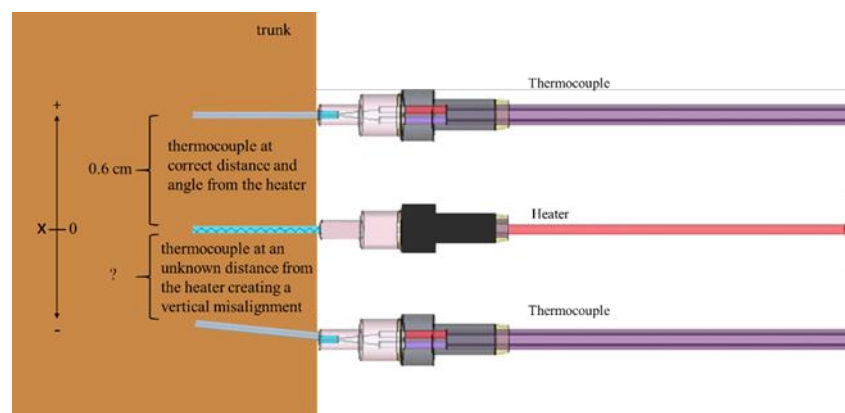 trunk
Thermocouple
+
thermocouple at
correct distance and
angle from the heater
0.6 cm
Heater
X 0
thermocouple at an
unknown distance from
the heater creating a
vertical misalignment
?
Thermocouple
-